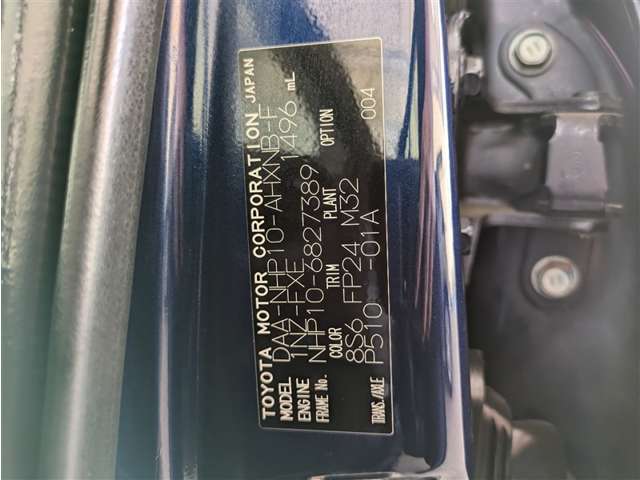 TOYOTA MOTOR CORPORATION JAPAN
MODEL DAA-NHP10-AHXNB-F
ENGINE 1NZ-FXE 1496 mL
FRAME No. NHP10-6827389
COLOR TRIM PLANT OPTION
8S6 FP24 M32 004
TRANS./AXLE P510 -01A